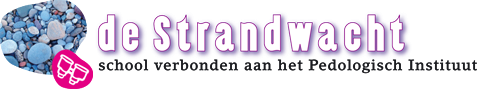 de Strandwacht
school verbonden aan het Pedologisch Instituut